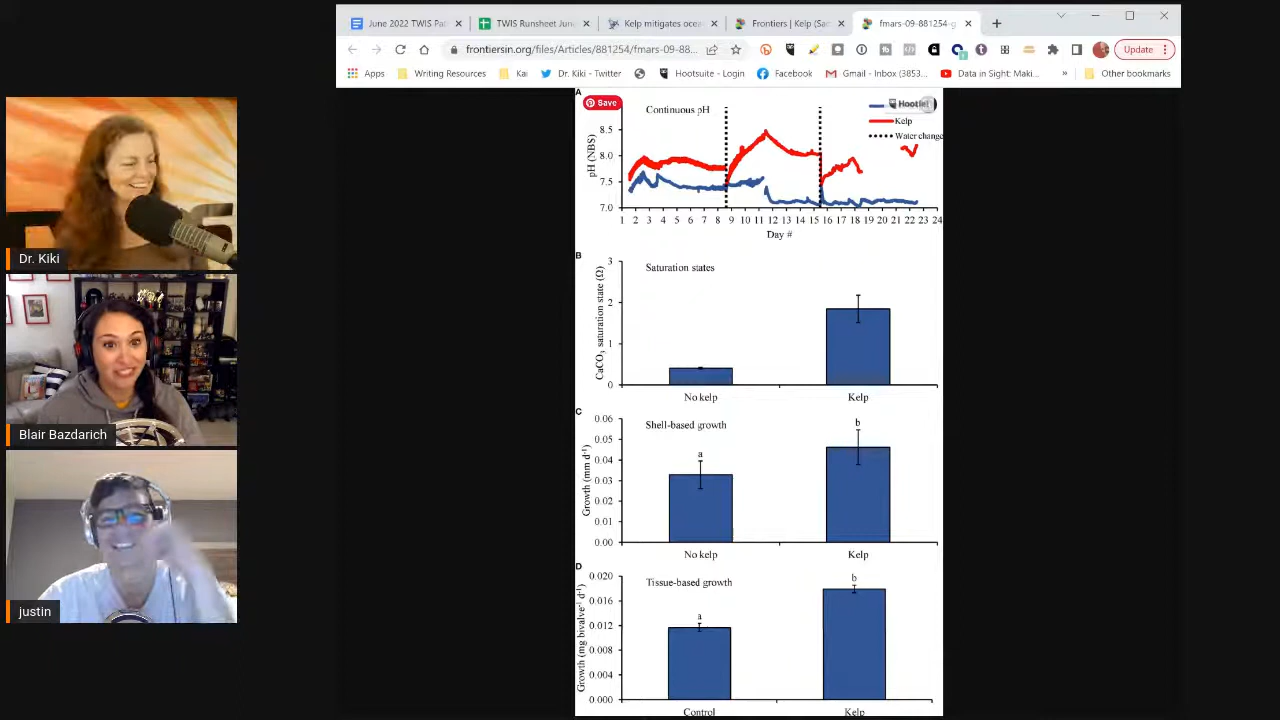 June 2022 TWIS Pa
TWIS Runsheet June
Kelp mitigates ocea
Frontiers | Kelp (Sac
fmars-09-881254-g
frontiersin.org/files/Articles/881254/fmars-09-88...
Update
Apps
Writing Resources
Kai
Dr. Kiki - Twitter
Hootsuite - Login
Facebook
Gmail - Inbox (3853...
Data in Sight: Maki...
»
Other bookmarks
A
Save
Continuous pH
Hootlet
Kelp
Water change
8.5
8.0
7.5
7.0
pH (NBS)
1 2 3 4 5 6 7 8 9 10 11 12 13 14 15 16 17 18 19 20 21 22 23 24
Day #
B
Saturation states
3
2
1
0
CaCO₃ saturation state (Ω)
No kelp
Kelp
C
Shell-based growth
0.06
0.05
0.04
0.03
0.02
0.01
0.00
Growth (mm d⁻¹)
a
b
No kelp
Kelp
D
Tissue-based growth
0.020
0.016
0.012
0.008
0.004
0.000
Growth (mg bivalve⁻¹ d⁻¹)
a
b
Control
Kelp
Dr. Kiki
Blair Bazdarich
justin